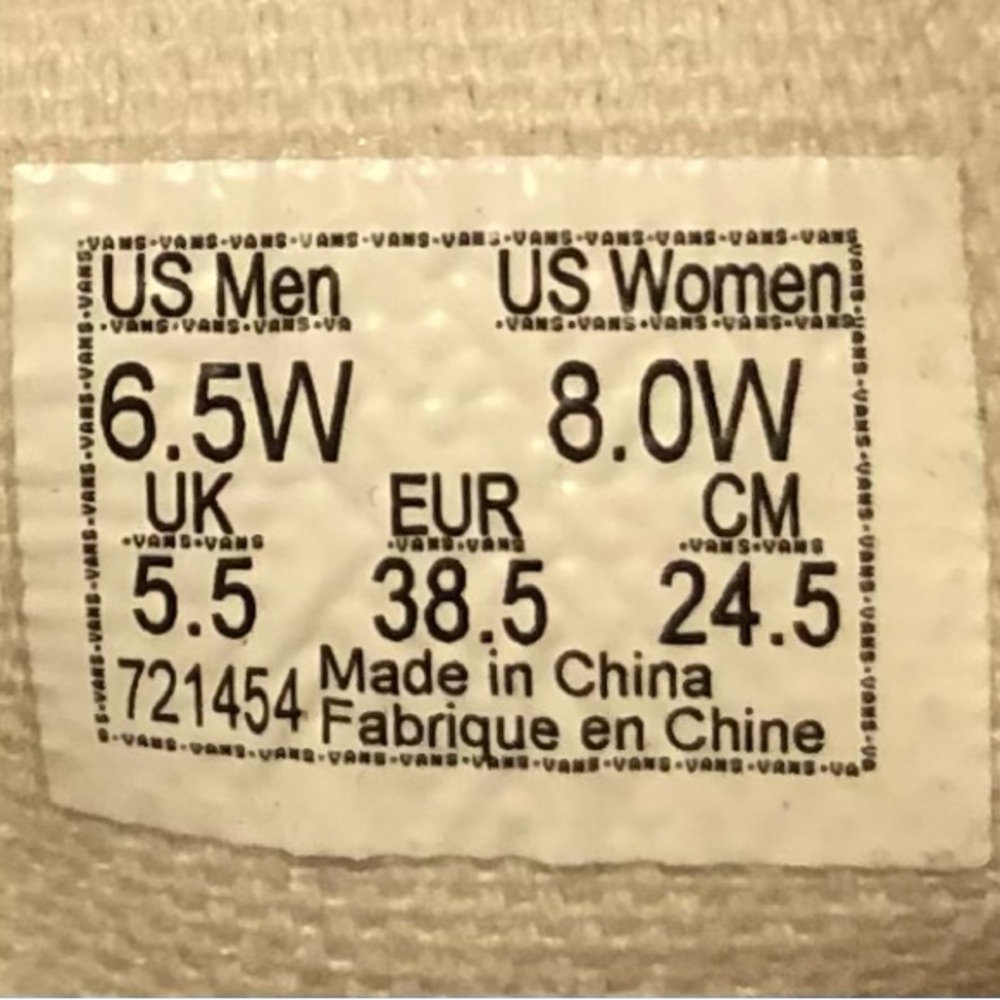 ·VANS·VANS·VANS·VANS·VANS·VANS·VANS·VANS·VANS·VANS·VANS
US Men US Women
·VANS·VANS·VANS·VA ·VANS·VANS·VANS·VANS·VANS
6.5W 8.0W
UK EUR CM
·VANS·VANS ·VANS·VANS ·VANS·VANS
5.5 38.5 24.5
721454 Made in China
Fabrique en Chine
S·VANS·VANS·VANS·VANS·VANS·VANS·VANS·VANS·VANS·VANS·VA